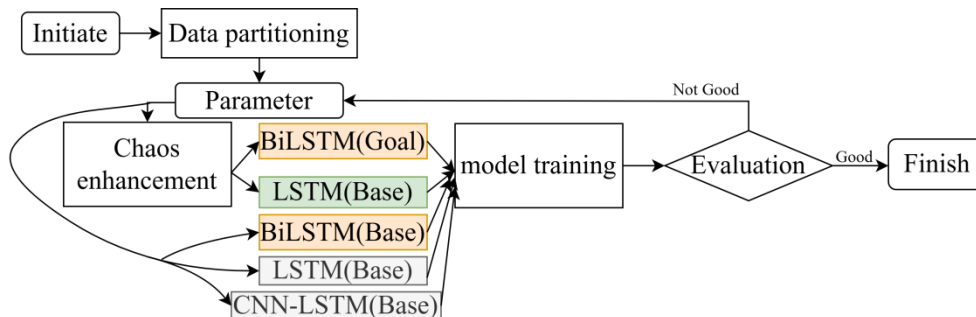 Initiate
Data partitioning
Parameter
Not Good
Chaos
enhancement
BiLSTM(Goal)
LSTM(Base)
BiLSTM(Base)
LSTM(Base)
CNN-LSTM(Base)
model training
Evaluation
Good
Finish